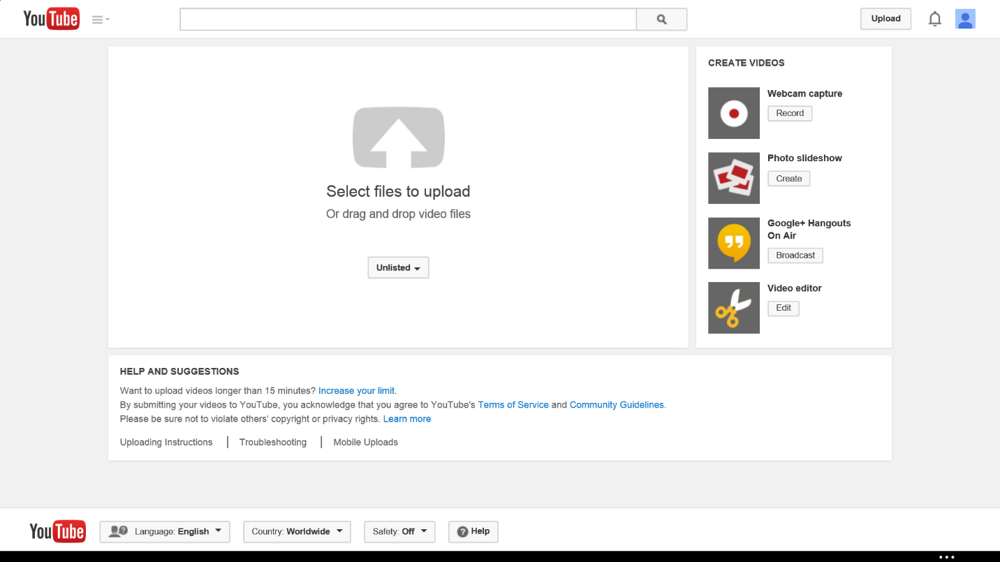 YouTube
Upload
Select files to upload
Or drag and drop video files
Unlisted
CREATE VIDEOS
Webcam capture
Record
Photo slideshow
Create
Google+ Hangouts
On Air
Broadcast
Video editor
Edit
HELP AND SUGGESTIONS
Want to upload videos longer than 15 minutes? Increase your limit.
By submitting your videos to YouTube, you acknowledge that you agree to YouTube's Terms of Service and Community Guidelines.
Please be sure not to violate others' copyright or privacy rights. Learn more
Uploading Instructions | Troubleshooting | Mobile Uploads
YouTube Language: English Country: Worldwide Safety: Off Help